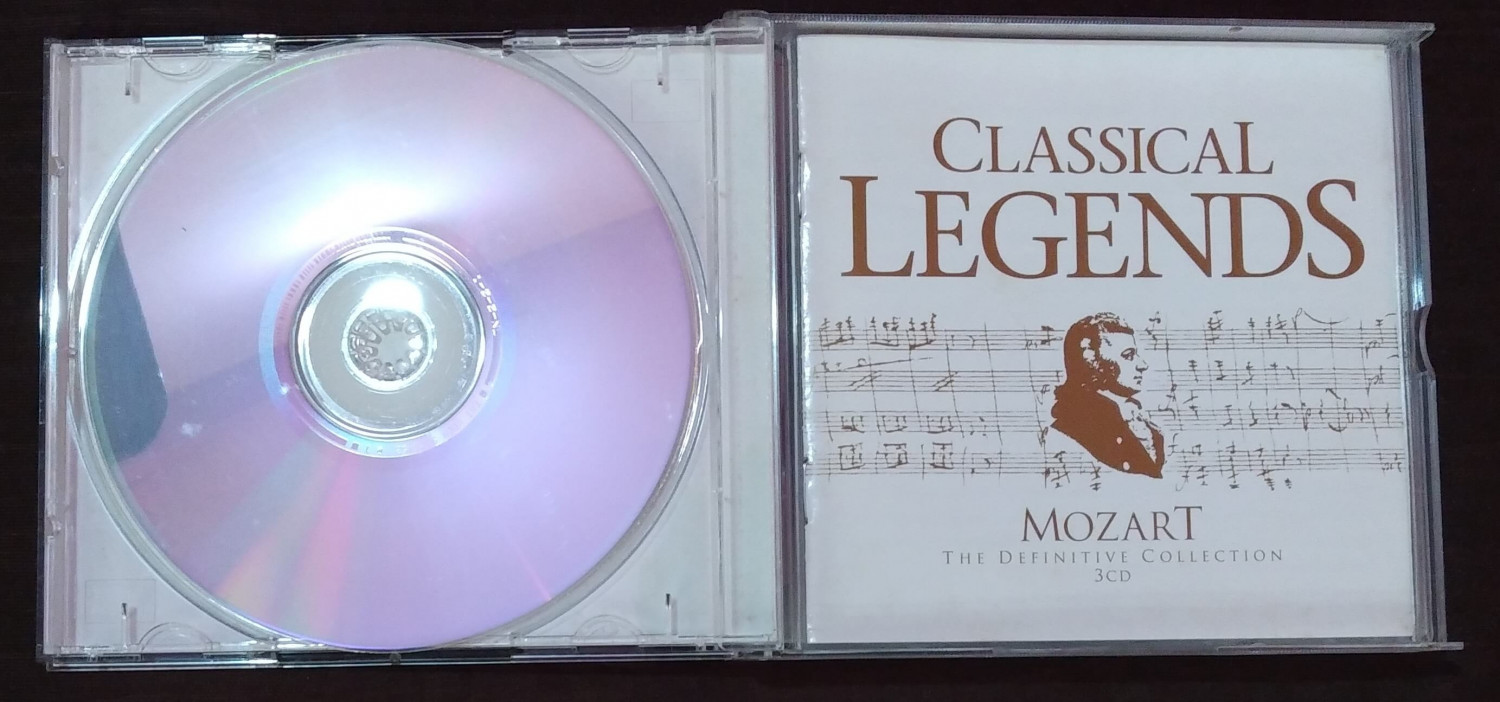 CLASSICAL
LEGENDS
MOZART
THE DEFINITIVE COLLECTION
3CD